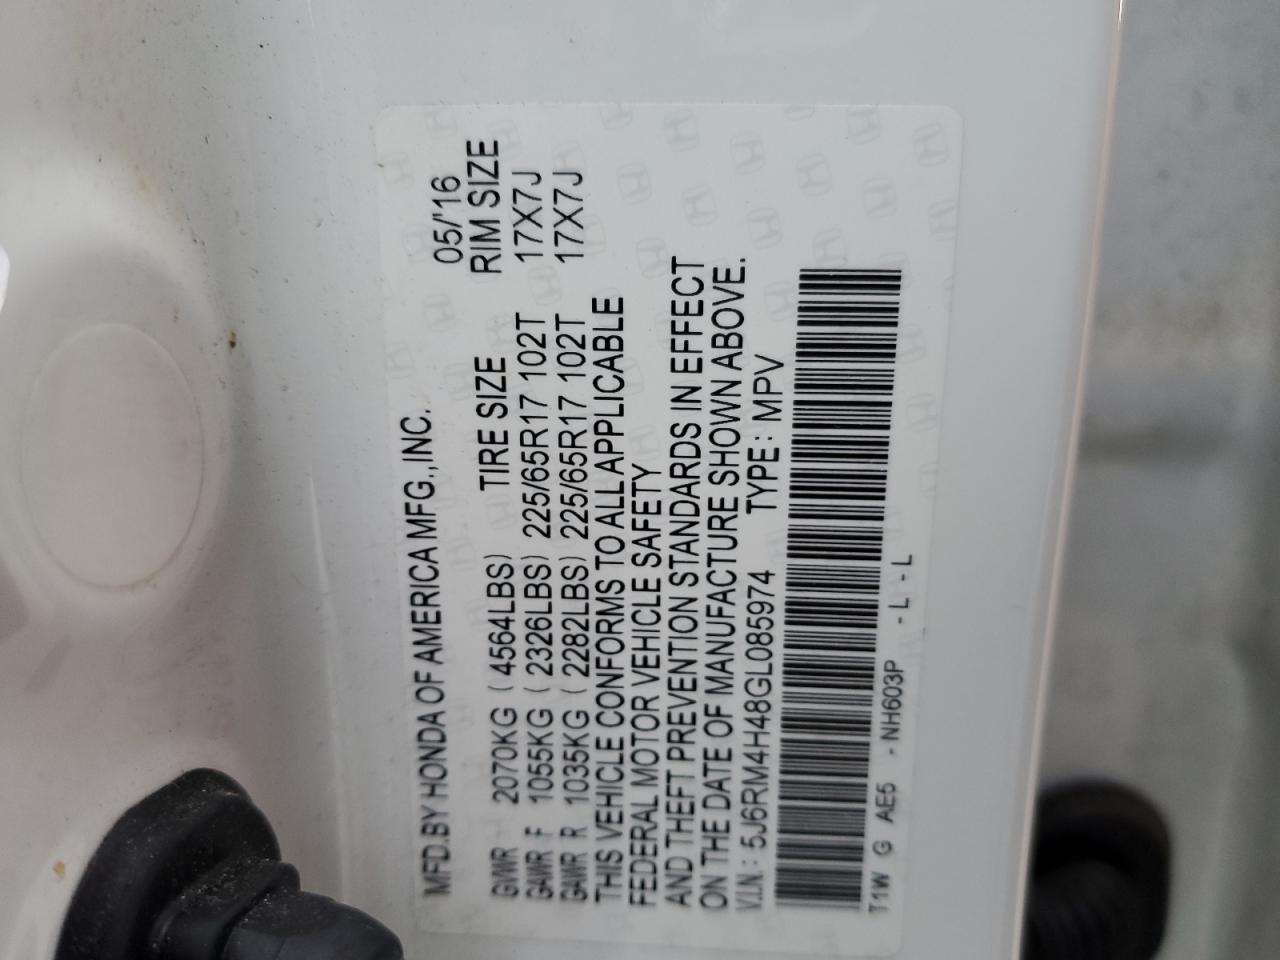 MFD.BY HONDA OF AMERICA MFG.,INC. 05/'16
GVWR 2070KG (4564LBS) TIRE SIZE RIM SIZE
GAWR F 1055KG (2326LBS) 225/65R17 102T 17X7J
GAWR R 1035KG (2282LBS) 225/65R17 102T 17X7J
THIS VEHICLE CONFORMS TO ALL APPLICABLE
FEDERAL MOTOR VEHICLE SAFETY
AND THEFT PREVENTION STANDARDS IN EFFECT
ON THE DATE OF MANUFACTURE SHOWN ABOVE.
V.I.N.: 5J6RM4H48GL085974 TYPE: MPV
T1W G AE5 -NH603P -L -L